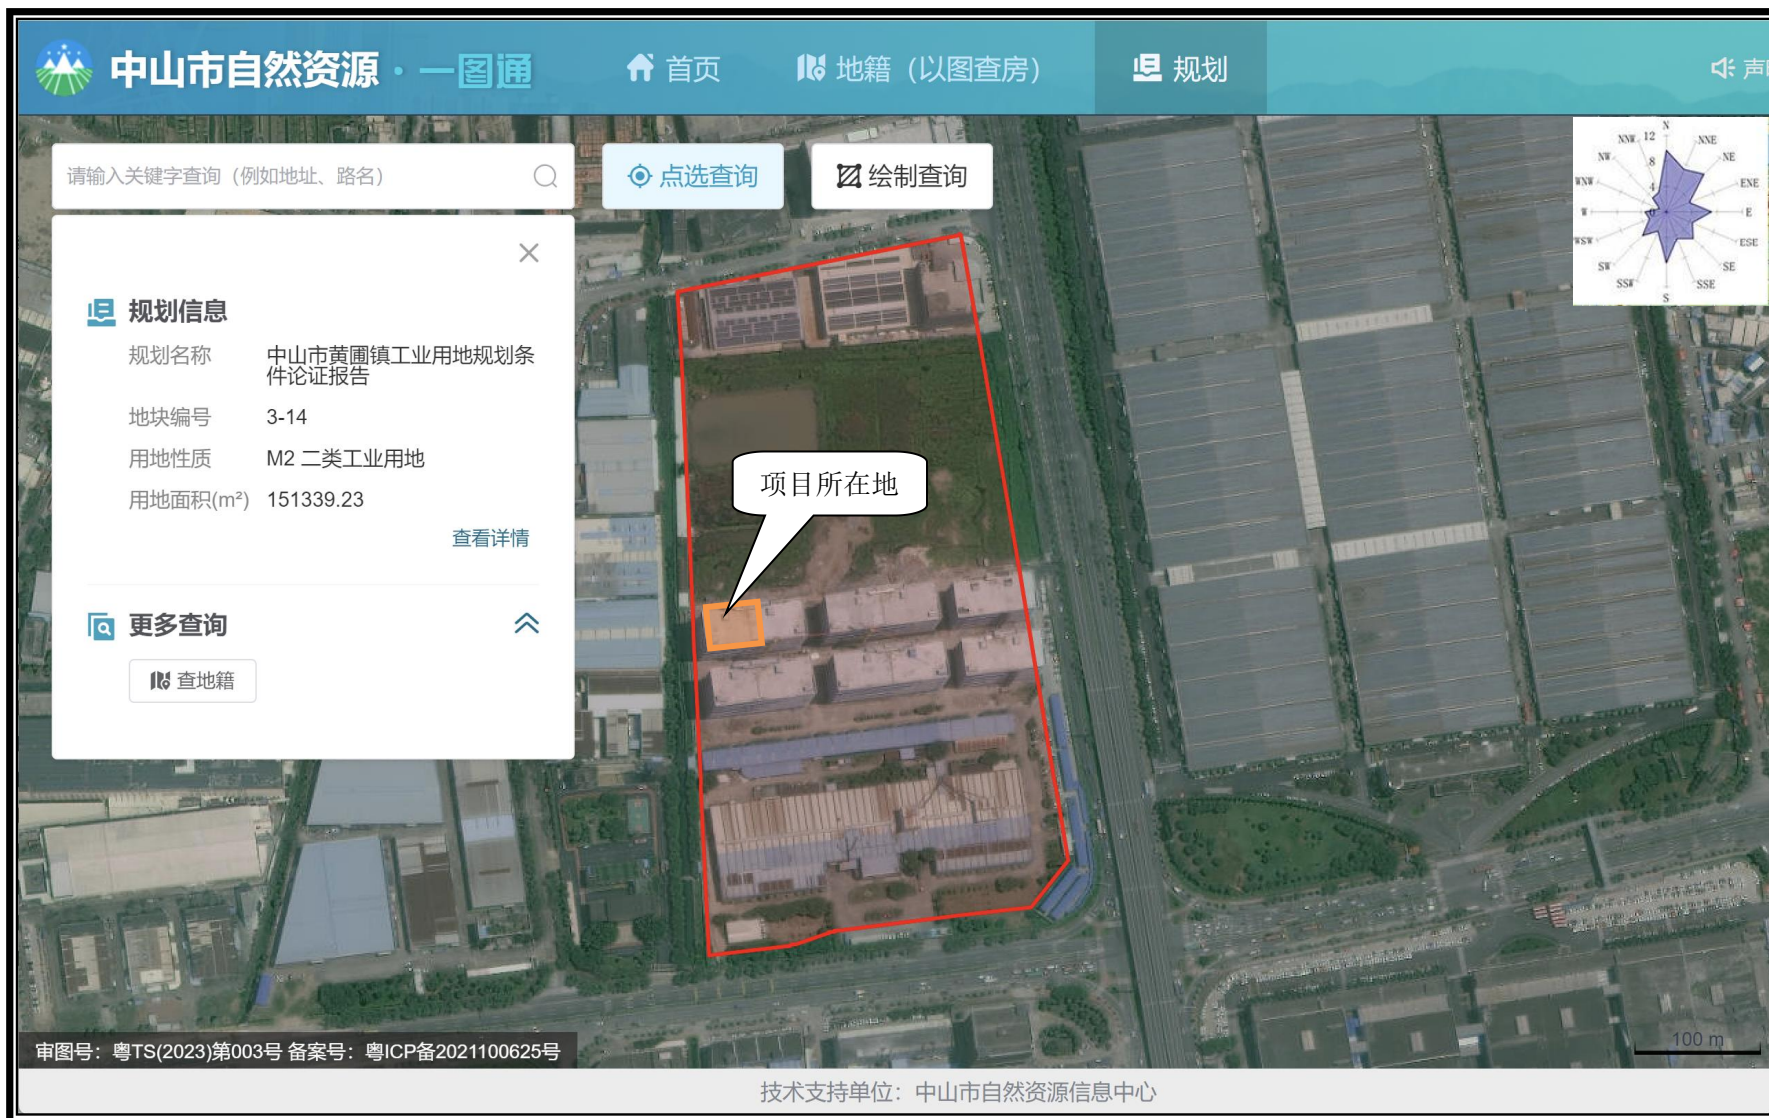 中山市自然资源·一图通
首页
地籍（以图查房）
规划
请输入关键字查询（例如地址、路名）
点选查询
绘制查询
规划信息
规划名称 中山市黄圃镇工业用地规划条
件论证报告
地块编号 3-14
用地性质 M2 二类工业用地
用地面积(m²) 151339.23
查看详情
更多查询
查地籍
项目所在地
N
NNE
NE
ENE
E
ESE
SE
SSE
S
SSW
SW
WSW
W
WNW
NW
NNW
12
8
4
0
100 m
审图号：粤TS(2023)第003号 备案号：粤ICP备2021100625号
技术支持单位：中山市自然资源信息中心